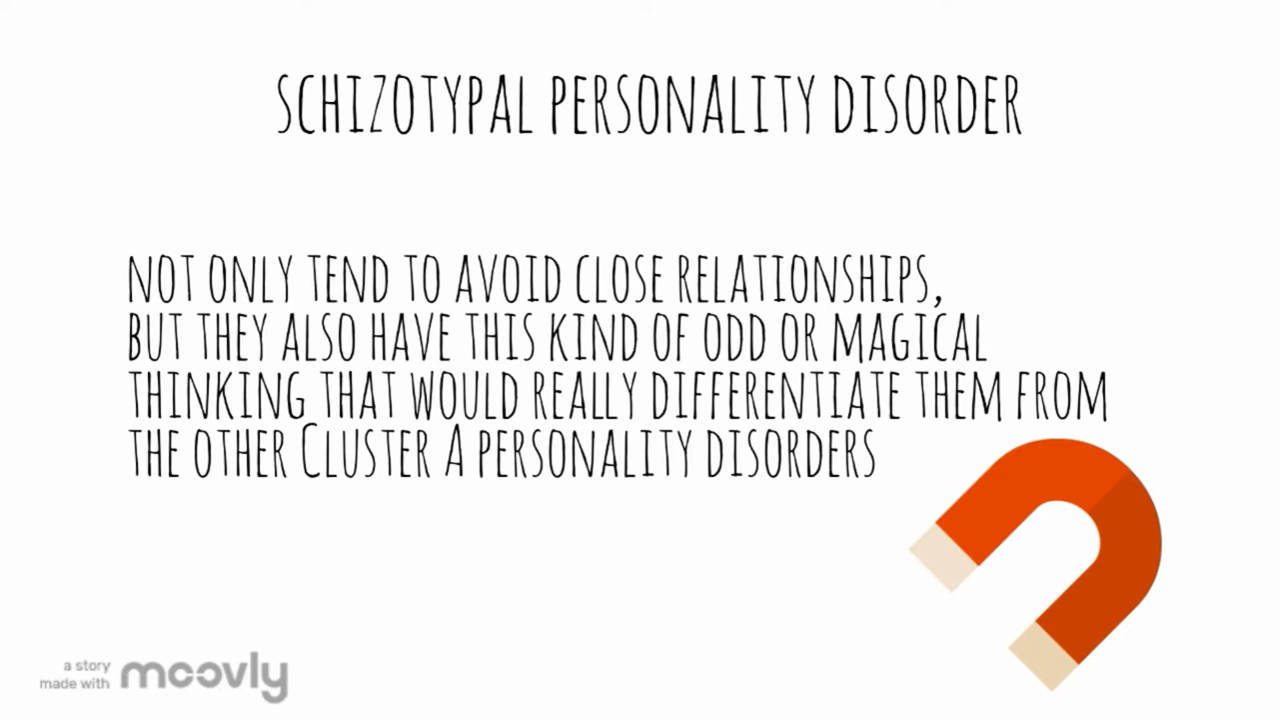 SCHIZOTYPAL PERSONALITY DISORDER
NOT ONLY TEND TO AVOID CLOSE RELATIONSHIPS,
BUT THEY ALSO HAVE THIS KIND OF ODD OR MAGICAL
THINKING THAT WOULD REALLY DIFFERENTIATE THEM FROM
THE OTHER CLUSTER A PERSONALITY DISORDERS
a story
made with
moovly